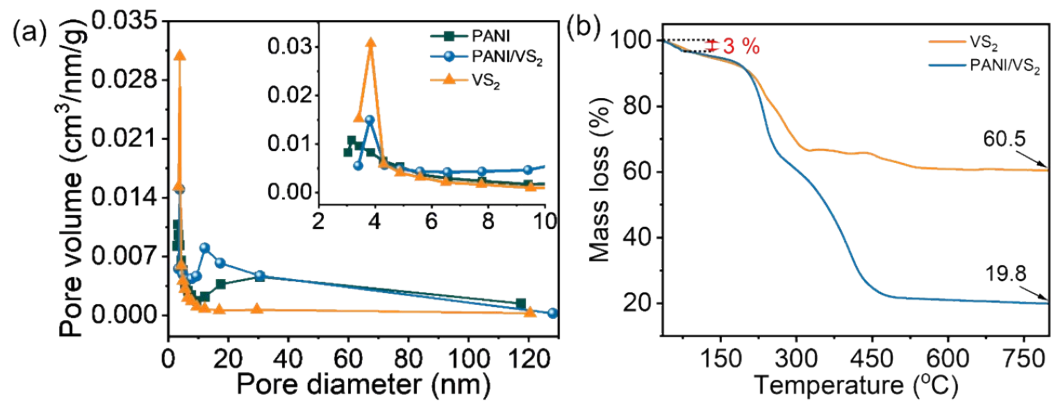 (a)
Pore volume (cm³/nm/g)
0.035
0.028
0.021
0.014
0.007
0.000
0 20 40 60 80 100 120
Pore diameter (nm)
PANI
PANI/VS₂
VS₂
0.03
0.02
0.01
0.00
2 4 6 8 10
(b)
Mass loss (%)
100
80
60
40
20
150 300 450 600 750
Temperature (°C)
3 %
VS₂
PANI/VS₂
60.5
19.8